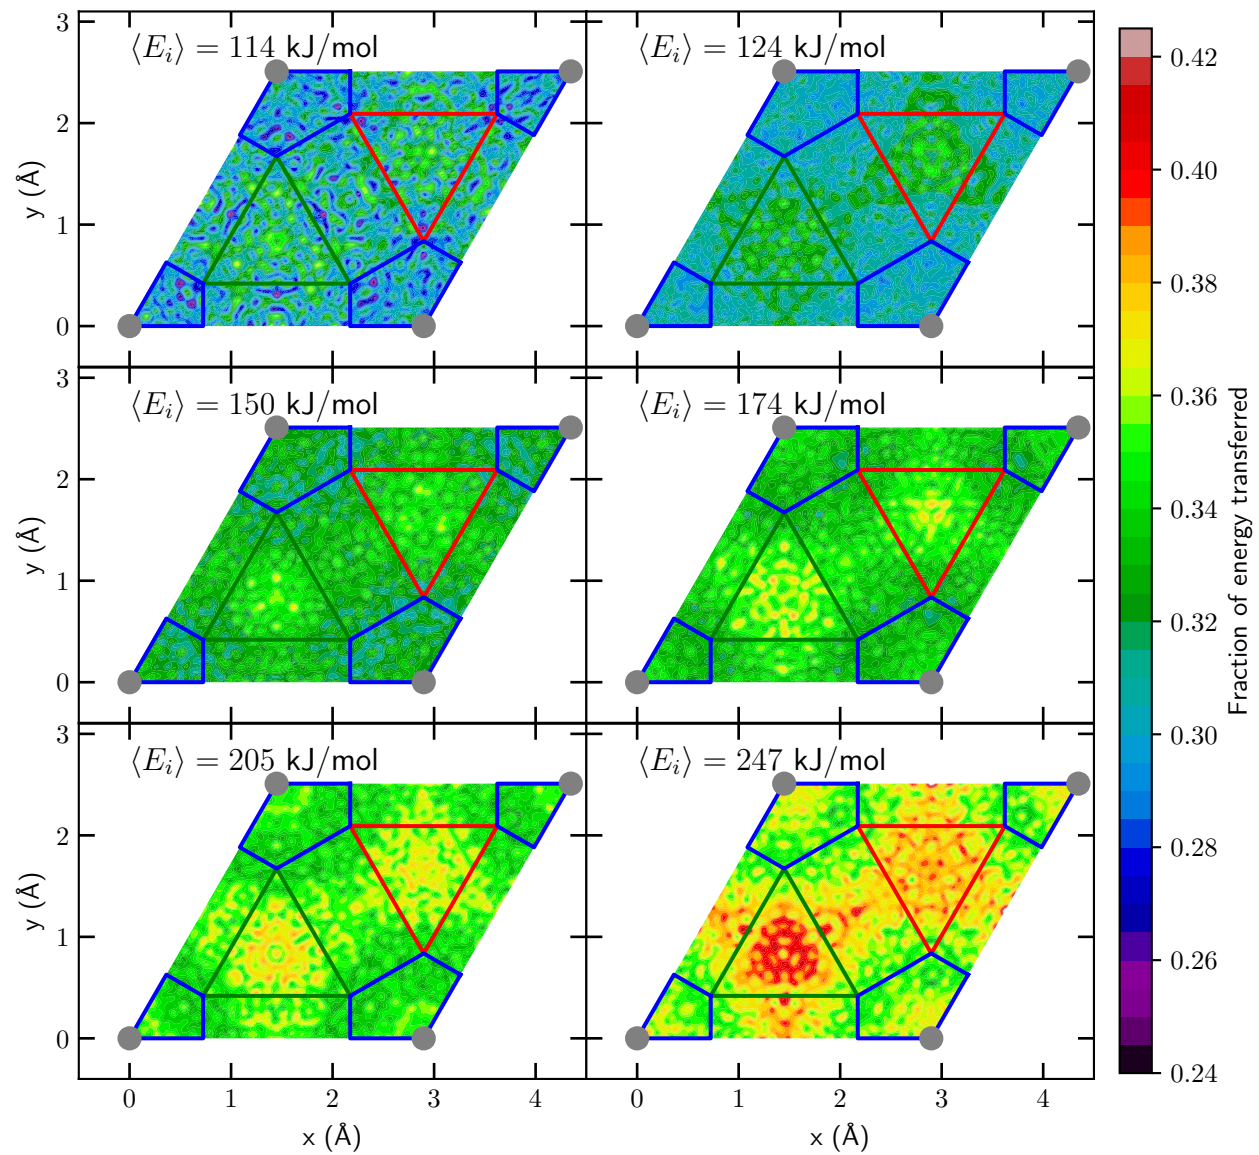 ⟨E_i⟩ = 114 kJ/mol
⟨E_i⟩ = 124 kJ/mol
3
2
1
0
y (Å)
⟨E_i⟩ = 150 kJ/mol
⟨E_i⟩ = 174 kJ/mol
3
2
1
0
y (Å)
⟨E_i⟩ = 205 kJ/mol
⟨E_i⟩ = 247 kJ/mol
3
2
1
0
y (Å)
0 1 2 3 4
x (Å)
0 1 2 3 4
x (Å)
0.42
0.40
0.38
0.36
0.34
0.32
0.30
0.28
0.26
0.24
Fraction of energy transferred